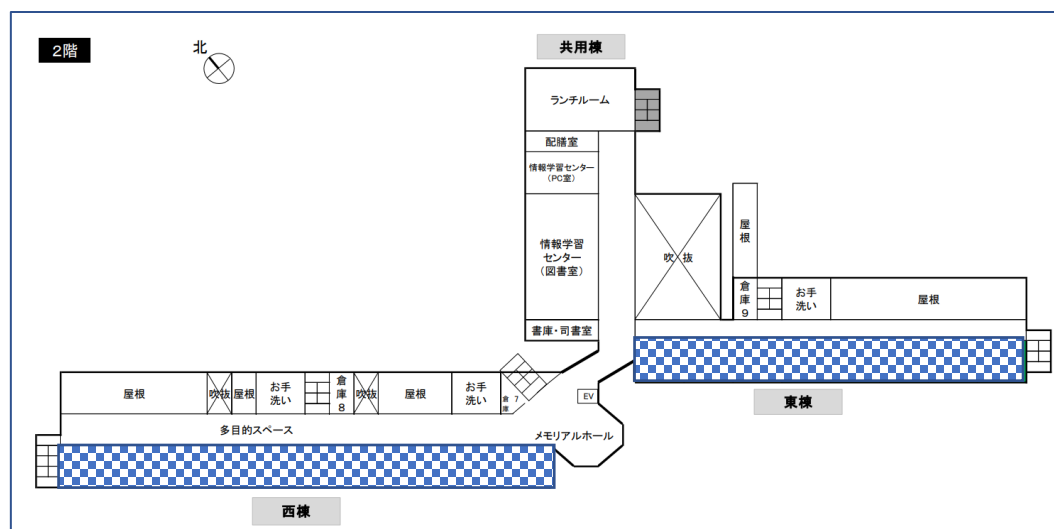 2階
北
共用棟
ランチルーム
配膳室
情報学習センター
(PC室)
情報学習
センター
(図書室)
書庫・司書室
吹 抜
屋根
倉庫9
お手
洗い
屋根
東棟
屋根
吹抜
屋根
お手
洗い
倉庫8
吹抜
屋根
お手
洗い
倉庫7
EV
多目的スペース
メモリアルホール
西棟